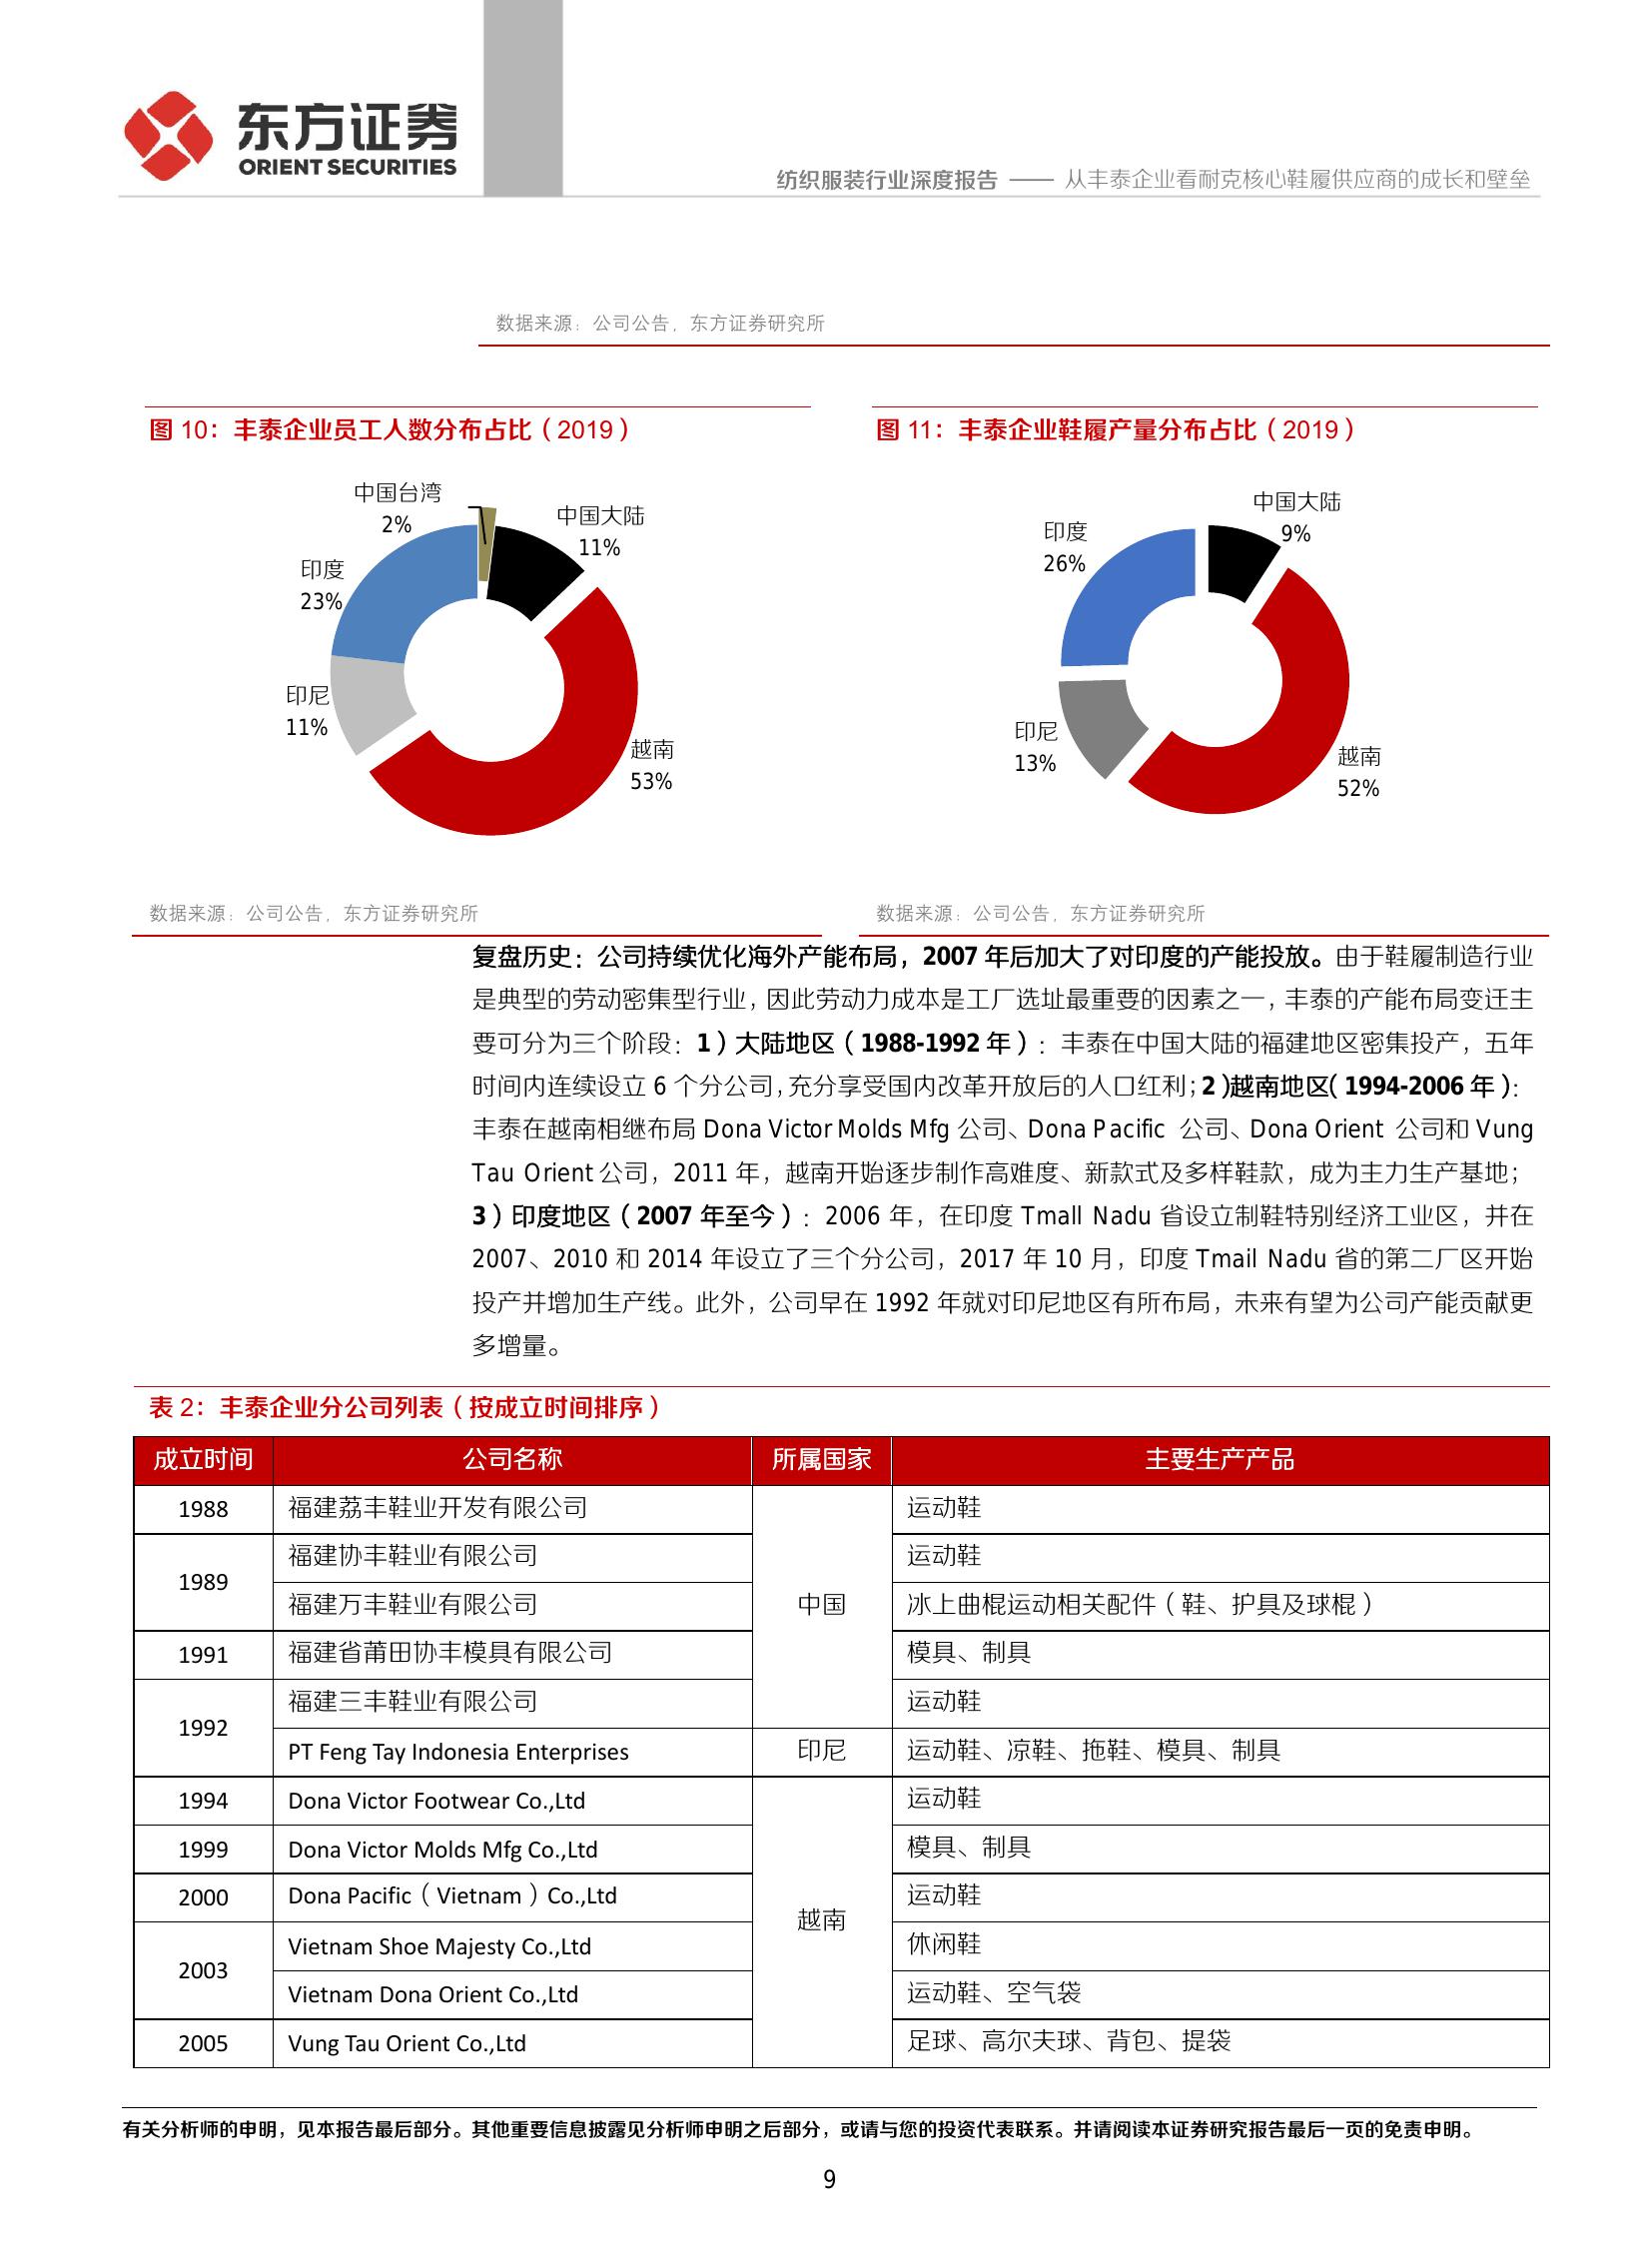 东方证券
ORIENT SECURITIES
纺织服装行业深度报告 —— 从丰泰企业看耐克核心鞋履供应商的成长和壁垒
数据来源：公司公告，东方证券研究所
图 10：丰泰企业员工人数分布占比（2019）
中国台湾
2%
中国大陆
11%
印度
23%
印尼
11%
越南
53%
数据来源：公司公告，东方证券研究所
图 11：丰泰企业鞋履产量分布占比（2019）
中国大陆
9%
印度
26%
印尼
13%
越南
52%
数据来源：公司公告，东方证券研究所
复盘历史：公司持续优化海外产能布局，2007 年后加大了对印度的产能投放。由于鞋履制造行业
是典型的劳动密集型行业，因此劳动力成本是工厂选址最重要的因素之一，丰泰的产能布局变迁主
要可分为三个阶段：1）大陆地区（1988-1992 年）：丰泰在中国大陆的福建地区密集投产，五年
时间内连续设立 6 个分公司，充分享受国内改革开放后的人口红利；2）越南地区（1994-2006 年）：
丰泰在越南相继布局 Dona Victor Molds Mfg 公司、Dona Pacific 公司、Dona Orient 公司和 Vung
Tau Orient 公司，2011 年，越南开始逐步制作高难度、新款式及多样鞋款，成为主力生产基地；
3）印度地区（2007 年至今）：2006 年，在印度 Tmall Nadu 省设立制鞋特别经济工业区，并在
2007、2010 和 2014 年设立了三个分公司，2017 年 10 月，印度 Tmail Nadu 省的第二厂区开始
投产并增加生产线。此外，公司早在 1992 年就对印尼地区有所布局，未来有望为公司产能贡献更
多增量。
表 2：丰泰企业分公司列表（按成立时间排序）
成立时间 公司名称 所属国家 主要生产产品
1988 福建荔丰鞋业开发有限公司 中国 运动鞋
1989 福建协丰鞋业有限公司 运动鞋
福建万丰鞋业有限公司 冰上曲棍运动相关配件（鞋、护具及球棍）
1991 福建省莆田协丰模具有限公司 模具、制具
1992 福建三丰鞋业有限公司 运动鞋
PT Feng Tay Indonesia Enterprises 印尼 运动鞋、凉鞋、拖鞋、模具、制具
1994 Dona Victor Footwear Co.,Ltd 越南 运动鞋
1999 Dona Victor Molds Mfg Co.,Ltd 模具、制具
2000 Dona Pacific（Vietnam）Co.,Ltd 运动鞋
2003 Vietnam Shoe Majesty Co.,Ltd 休闲鞋
Vietnam Dona Orient Co.,Ltd 运动鞋、空气袋
2005 Vung Tau Orient Co.,Ltd 足球、高尔夫球、背包、提袋
有关分析师的申明，见本报告最后部分。其他重要信息披露见分析师申明之后部分，或请与您的投资代表联系。并请阅读本证券研究报告最后一页的免责申明。
9